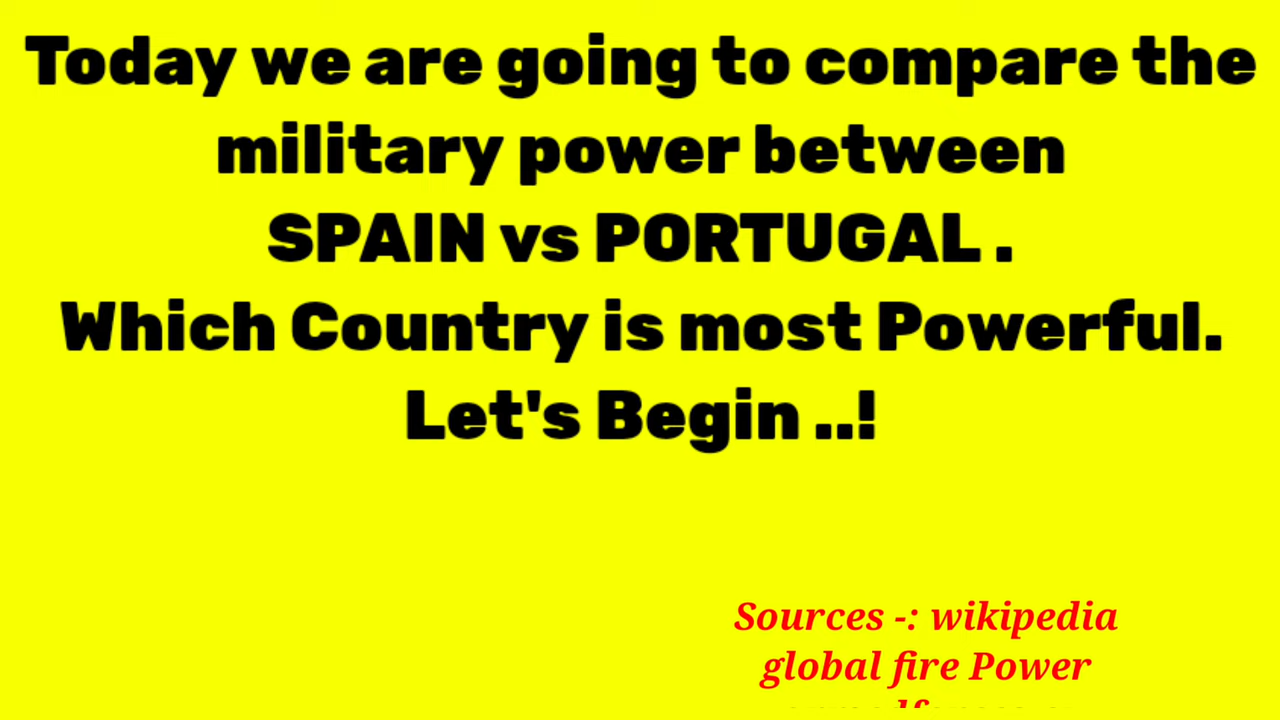 Today we are going to compare the
military power between
SPAIN vs PORTUGAL .
Which Country is most Powerful.
Let's Begin ..!
Sources -: wikipedia
global fire Power